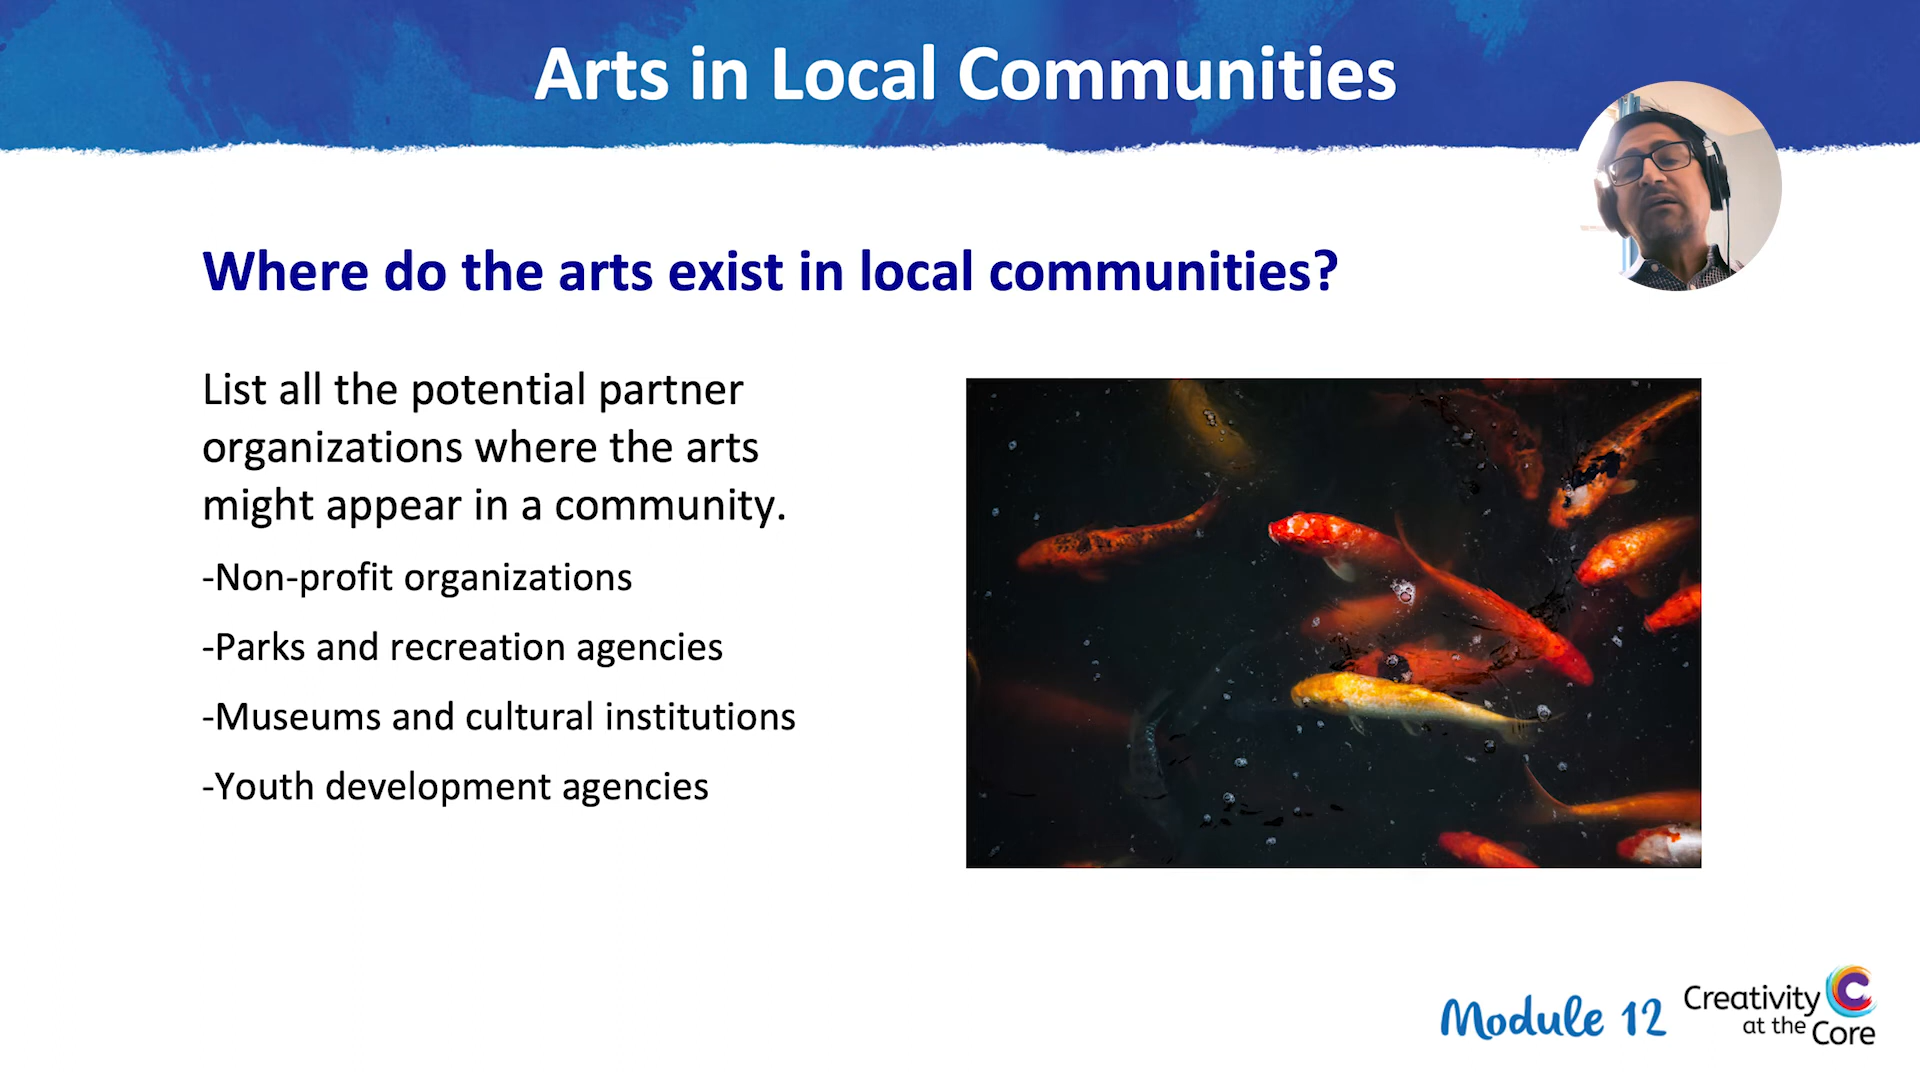 Arts in Local Communities
Where do the arts exist in local communities?
List all the potential partner
organizations where the arts
might appear in a community.
-Non-profit organizations
-Parks and recreation agencies
-Museums and cultural institutions
-Youth development agencies
Module 12
Creativity
at the Core